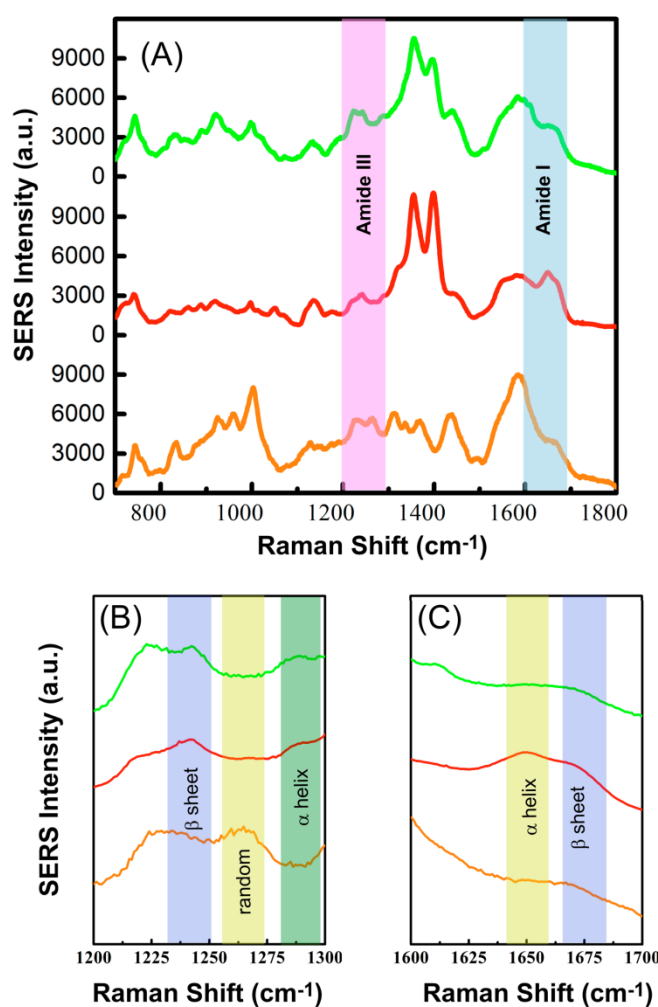 (A)
9000
6000
3000
0
9000
6000
3000
0
9000
6000
3000
0
SERS Intensity (a.u.)
Amide III
Amide I
800 1000 1200 1400 1600 1800
Raman Shift (cm-1)
(B)
SERS Intensity (a.u.)
β sheet
random
α helix
1200 1225 1250 1275 1300
Raman Shift (cm-1)
(C)
α helix
β sheet
1600 1625 1650 1675 1700
Raman Shift (cm-1)